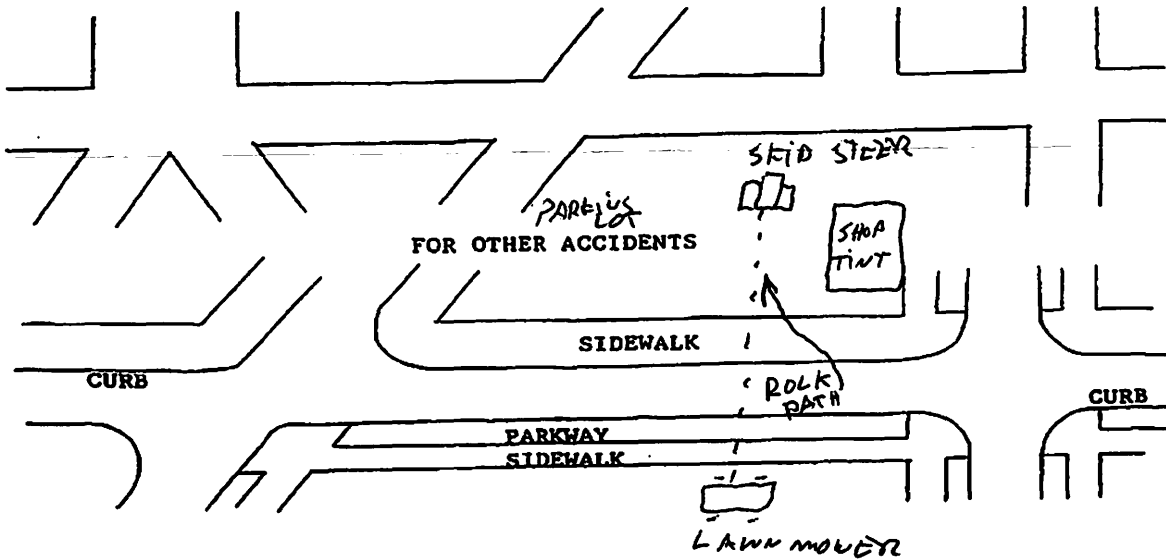 SKID STEER
PARKING
LOT
FOR OTHER ACCIDENTS
SHOP
TINT
SIDEWALK
CURB
ROCK
PATH
CURB
PARKWAY
SIDEWALK
LAWN MOWER